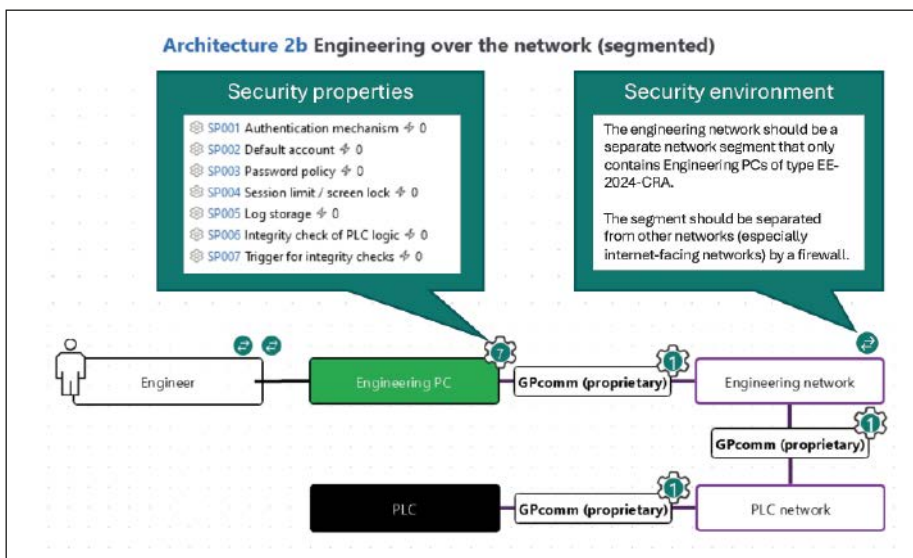 Architecture 2b Engineering over the network (segmented)
Security properties
SP001 Authentication mechanism 0
SP002 Default account 0
SP003 Password policy 0
SP004 Session limit / screen lock 0
SP005 Log storage 0
SP006 Integrity check of PLC logic 0
SP007 Trigger for integrity checks 0
Security environment
The engineering network should be a
separate network segment that only
contains Engineering PCs of type EE-
2024-CRA.
The segment should be separated
from other networks (especially
internet-facing networks) by a firewall.
7
1
Engineer
Engineering PC
GPcomm (proprietary)
Engineering network
1
GPcomm (proprietary)
1
PLC
GPcomm (proprietary)
PLC network